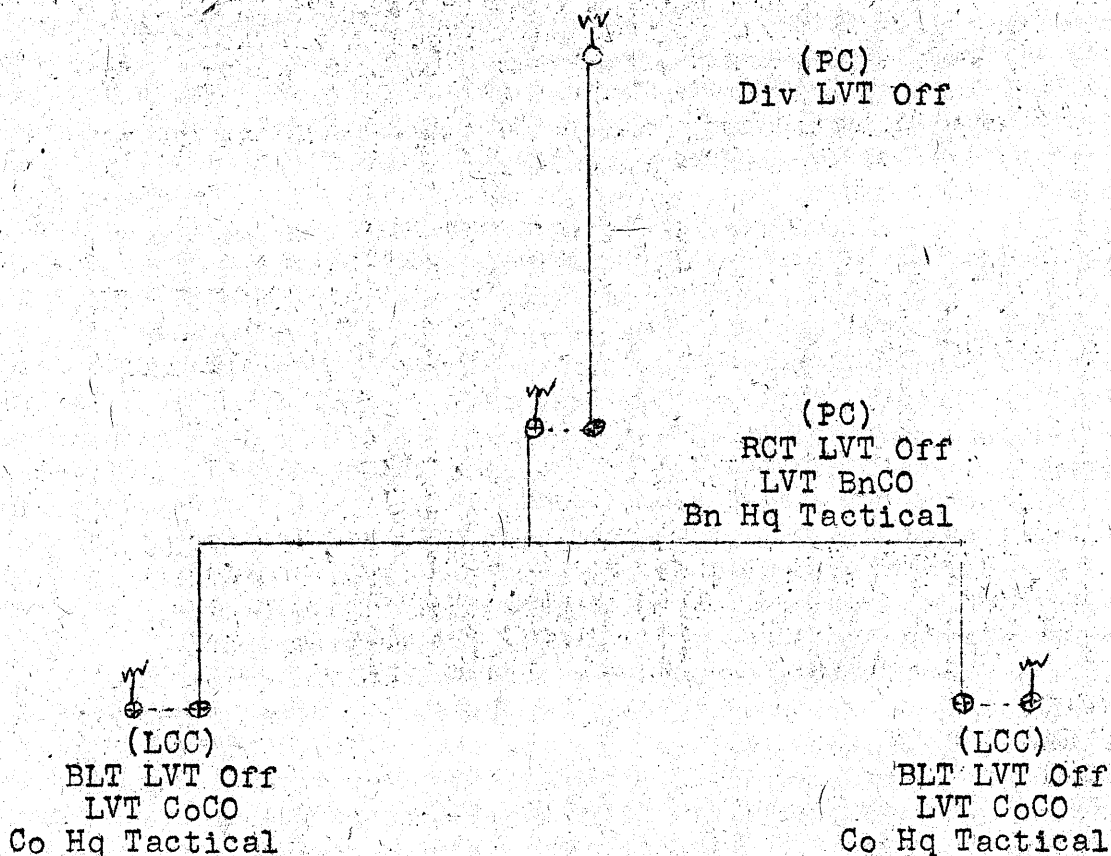 (PC)
Div LVT Off
(PC)
RCT LVT Off
LVT BnCO
Bn Hq Tactical
(LCC)
BLT LVT Off
LVT CoCO
Co Hq Tactical
(LCC)
BLT LVT Off
LVT CoCO
Co Hq Tactical